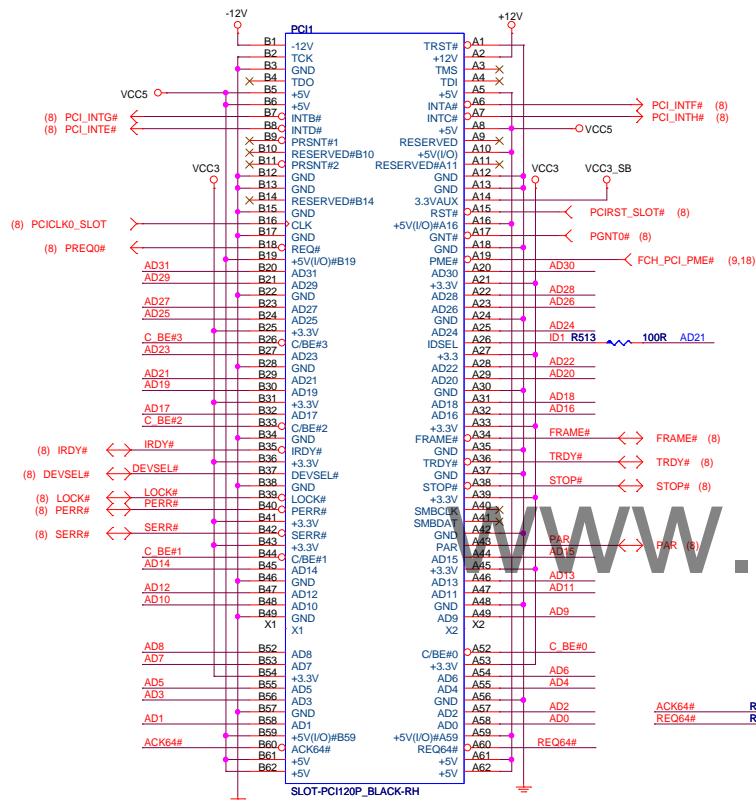 -12V PCI1 +12V
B1 -12V TRST# A1
B2 TCK +12V A2
B3 GND TMS A3
B4 TDO TDI A4
VCC5 B5 +5V +5V A5
B6 +5V INTA# A6 PCI_INTF# (8)
(8) PCI_INTG# B7 INTB# INTC# A7 PCI_INTH# (8)
(8) PCI_INTE# B8 INTD# +5V A8 VCC5
B9 PRSNT#1 RESERVED A9
B10 RESERVED#B10 +5V(I/O) A10
B11 PRSNT#2 RESERVED#A11 A11
VCC3 B12 GND GND A12 VCC3 VCC3_SB
B13 GND GND A13
B14 RESERVED#B14 3.3VAUX A14
B15 GND RST# A15 PCIRST_SLOT# (8)
(8) PCICLK0_SLOT B16 CLK +5V(I/O)#A16 A16
B17 GND GNT# A17 PGNT0# (8)
(8) PREQ0# B18 REQ# GND A18
B19 +5V(I/O)#B19 PME# A19 FCH_PCI_PME# (9,18)
AD31 B20 AD31 AD30 A20 AD30
AD29 B21 AD29 +3.3V A21
B22 GND AD28 A22 AD28
AD27 B23 AD27 AD26 A23 AD26
AD25 B24 AD25 GND A24
B25 +3.3V AD24 A25 AD24
C_BE#3 B26 C/BE#3 IDSEL A26 ID1 R513 100R AD21
AD23 B27 AD23 +3.3 A27
B28 GND AD22 A28 AD22
AD21 B29 AD21 AD20 A29 AD20
AD19 B30 AD19 GND A30
B31 +3.3V AD18 A31 AD18
AD17 B32 AD17 AD16 A32 AD16
C_BE#2 B33 C/BE#2 +3.3V A33
B34 GND FRAME# A34 FRAME# FRAME# (8)
(8) IRDY# IRDY# B35 IRDY# GND A35
B36 +3.3V TRDY# A36 TRDY# TRDY# (8)
(8) DEVSEL# DEVSEL# B37 DEVSEL# GND A37
B38 GND STOP# A38 STOP# STOP# (8)
(8) LOCK# LOCK# B39 LOCK# +3.3V A39
(8) PERR# PERR# B40 PERR# SMBCLK A40
B41 +3.3V SMBDAT A41
(8) SERR# SERR# B42 SERR# GND A42
B43 +3.3V PAR A43 PAR PAR (8)
C_BE#1 B44 C/BE#1 AD15 A44 AD15
AD14 B45 AD14 +3.3V A45
B46 GND AD13 A46 AD13
AD12 B47 AD12 AD11 A47 AD11
AD10 B48 AD10 GND A48
B49 GND AD9 A49 AD9
X1 X1 X2 X2
AD8 B52 AD8 C/BE#0 A52 C_BE#0
AD7 B53 AD7 +3.3V A53
B54 +3.3V AD6 A54 AD6
AD5 B55 AD5 AD4 A55 AD4
AD3 B56 AD3 GND A56
B57 GND AD2 A57 AD2 ACK64# R
AD1 B58 AD1 AD0 A58 AD0 REQ64# R
B59 +5V(I/O)#B59 +5V(I/O)#A59 A59
ACK64# B60 ACK64# REQ64# A60 REQ64#
B61 +5V +5V A61
B62 +5V +5V A62
SLOT-PCI120P_BLACK-RH
www.